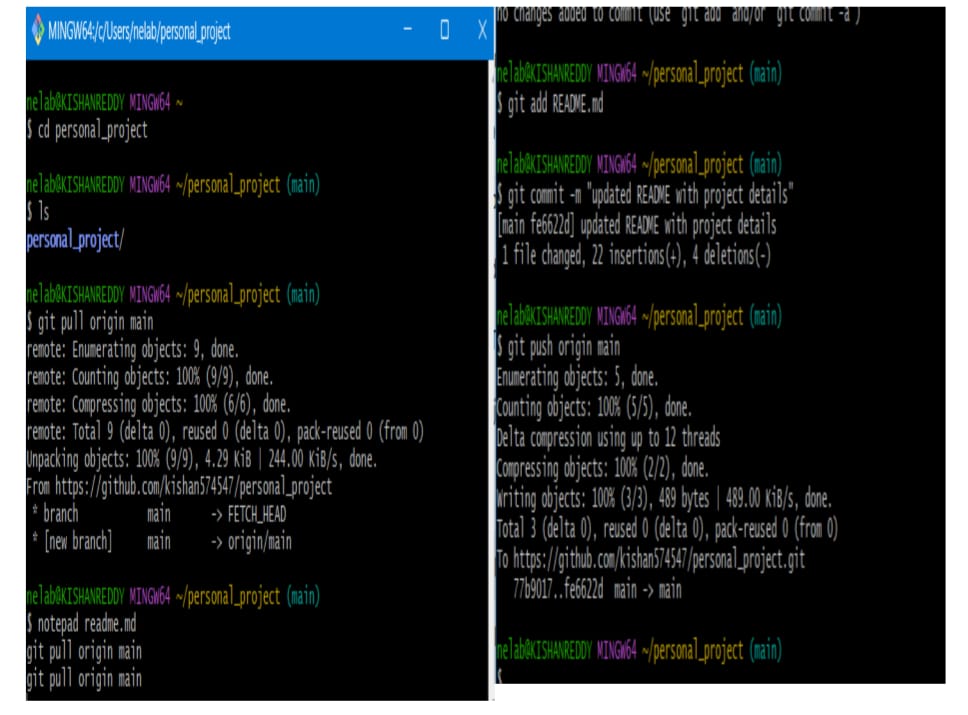 MINGW64:/c/Users/nelab/personal_project
nelab@KISHANREDDY MINGW64 ~
$ cd personal_project
nelab@KISHANREDDY MINGW64 ~/personal_project (main)
$ ls
personal_project/
nelab@KISHANREDDY MINGW64 ~/personal_project (main)
$ git pull origin main
remote: Enumerating objects: 9, done.
remote: Counting objects: 100% (9/9), done.
remote: Compressing objects: 100% (6/6), done.
remote: Total 9 (delta 0), reused 0 (delta 0), pack-reused 0 (from 0)
Unpacking objects: 100% (9/9), 4.29 KiB | 244.00 KiB/s, done.
From https://github.com/kishan574547/personal_project
 * branch            main       -> FETCH_HEAD
 * [new branch]      main       -> origin/main
nelab@KISHANREDDY MINGW64 ~/personal_project (main)
$ notepad readme.md
git pull origin main
git pull origin main
no changes added to commit (use "git add" and/or "git commit -a")
nelab@KISHANREDDY MINGW64 ~/personal_project (main)
$ git add README.md
nelab@KISHANREDDY MINGW64 ~/personal_project (main)
$ git commit -m "updated README with project details"
[main fe6622d] updated README with project details
 1 file changed, 22 insertions(+), 4 deletions(-)
nelab@KISHANREDDY MINGW64 ~/personal_project (main)
$ git push origin main
Enumerating objects: 5, done.
Counting objects: 100% (5/5), done.
Delta compression using up to 12 threads
Compressing objects: 100% (2/2), done.
Writing objects: 100% (3/3), 489 bytes | 489.00 KiB/s, done.
Total 3 (delta 0), reused 0 (delta 0), pack-reused 0 (from 0)
To https://github.com/kishan574547/personal_project.git
   77b9017..fe6622d  main -> main
nelab@KISHANREDDY MINGW64 ~/personal_project (main)
$